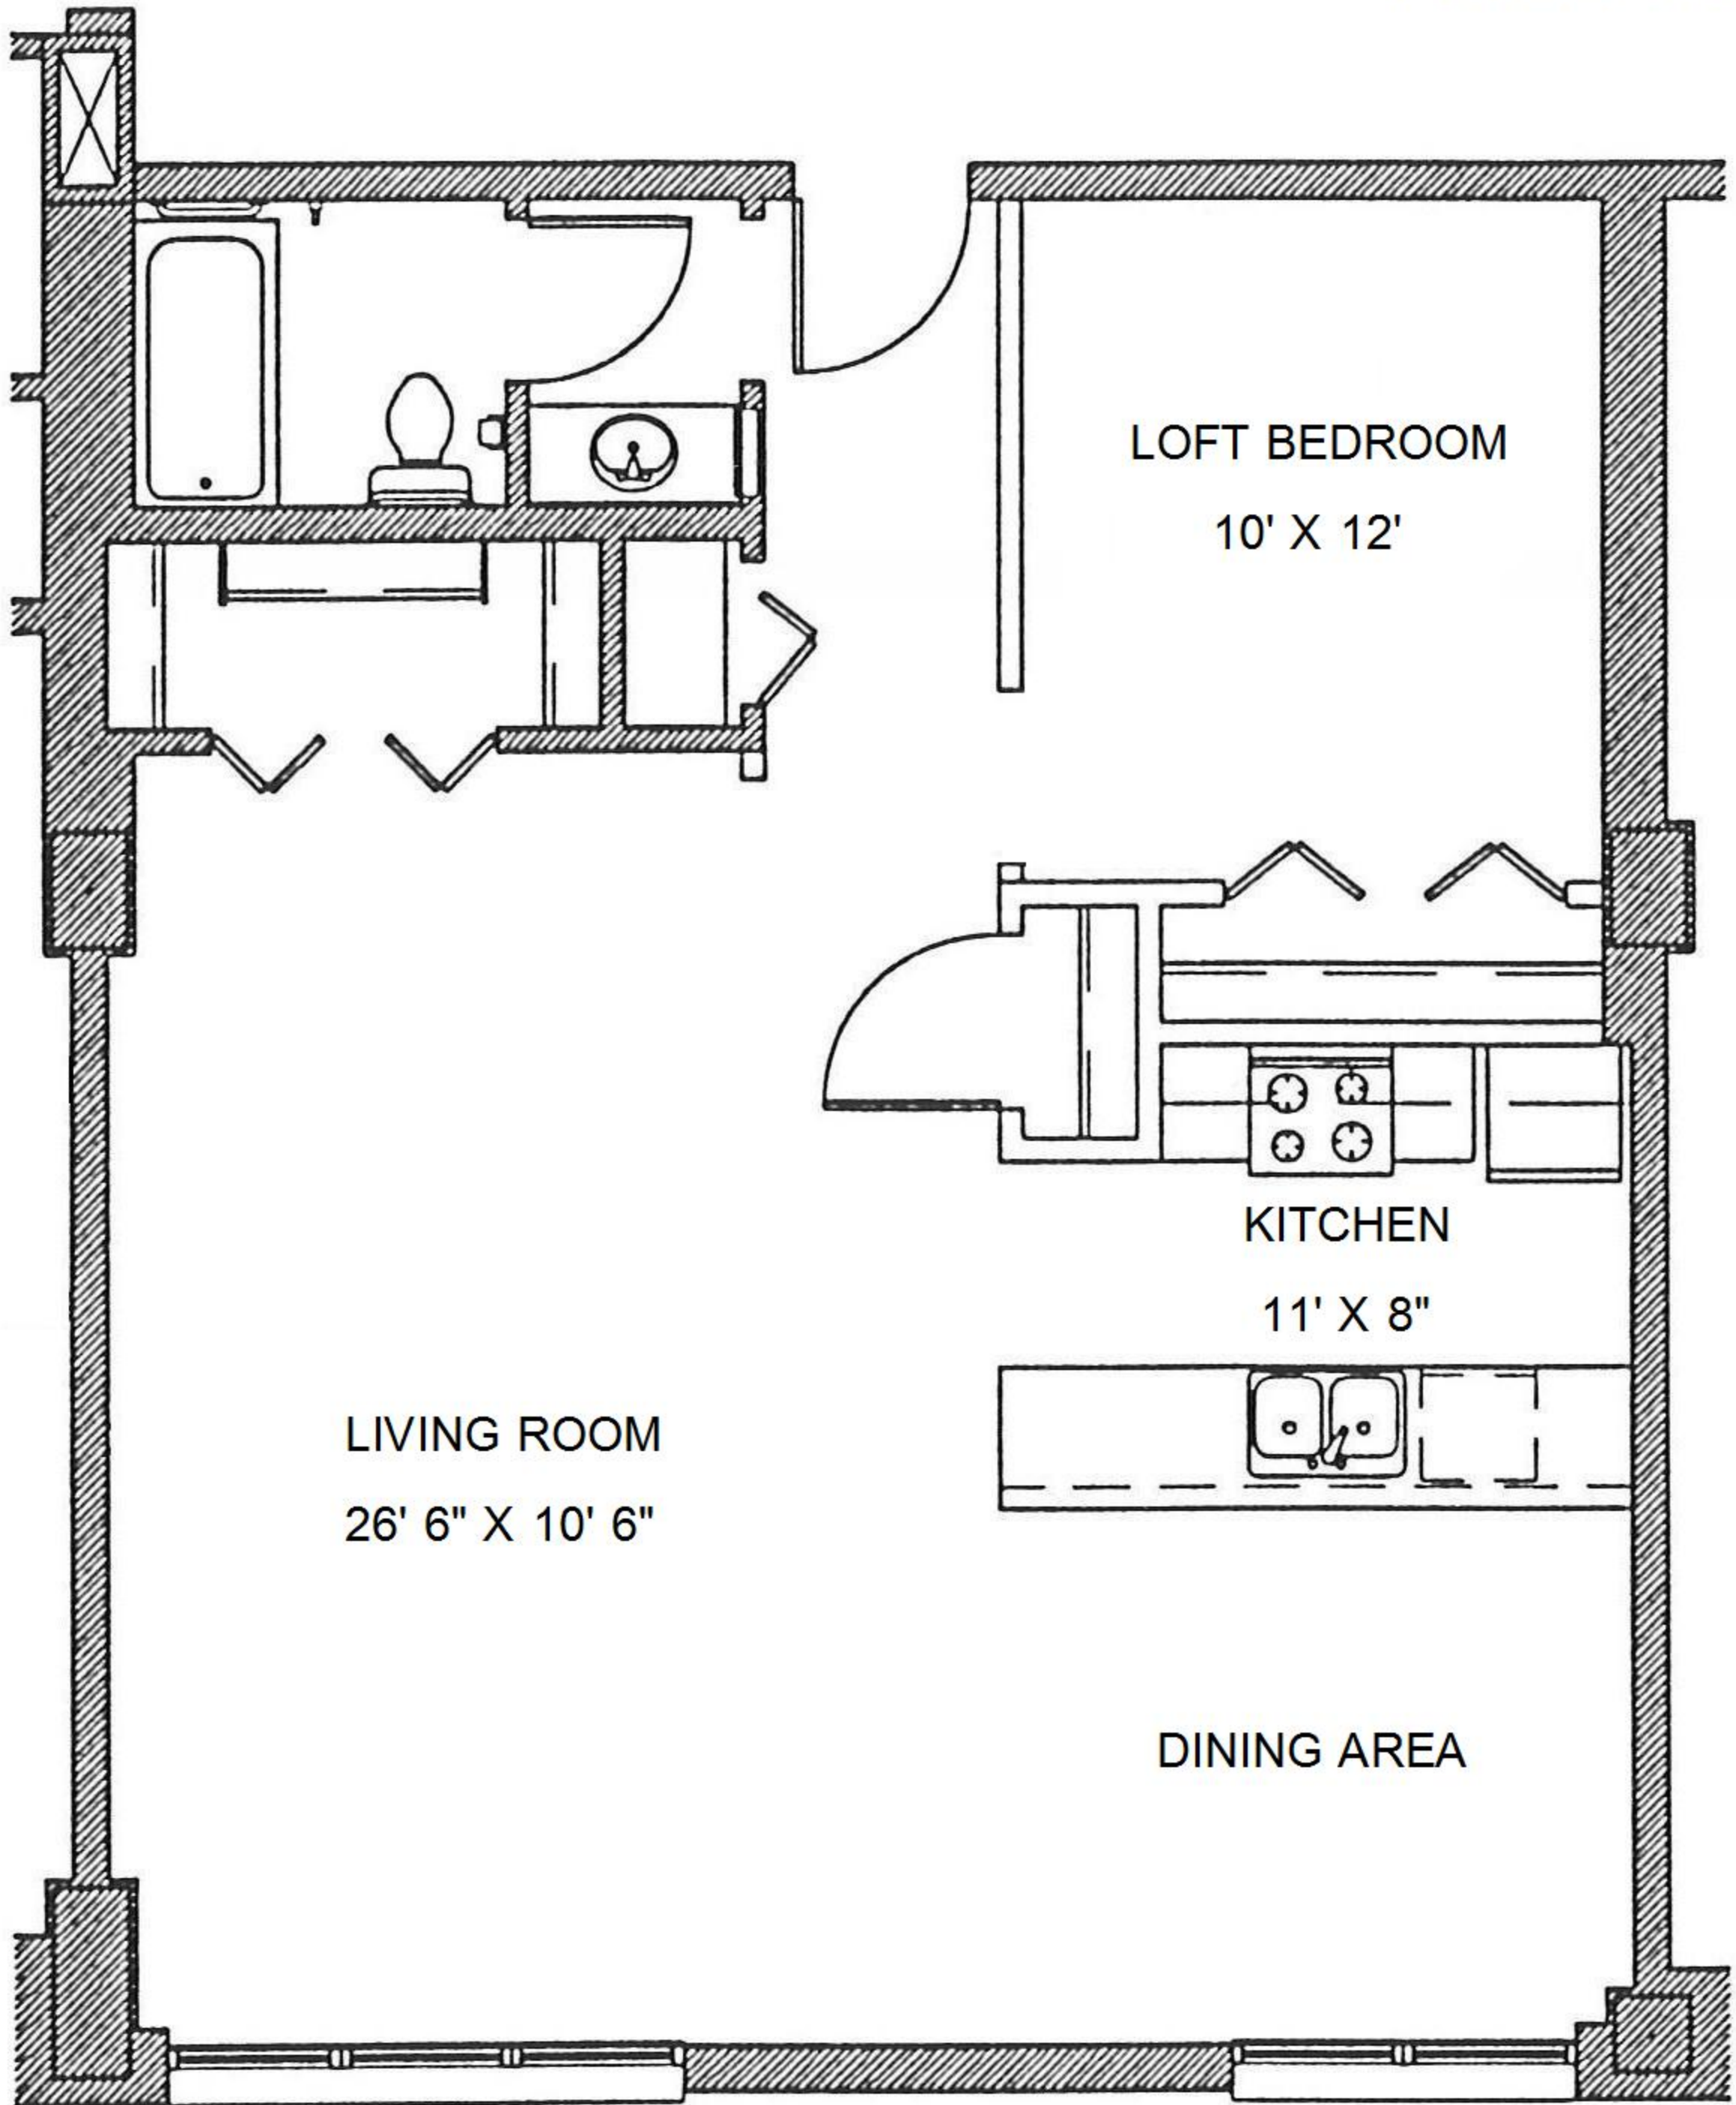 LOFT BEDROOM
10' X 12'
KITCHEN
11' X 8"
LIVING ROOM
26' 6" X 10' 6"
DINING AREA